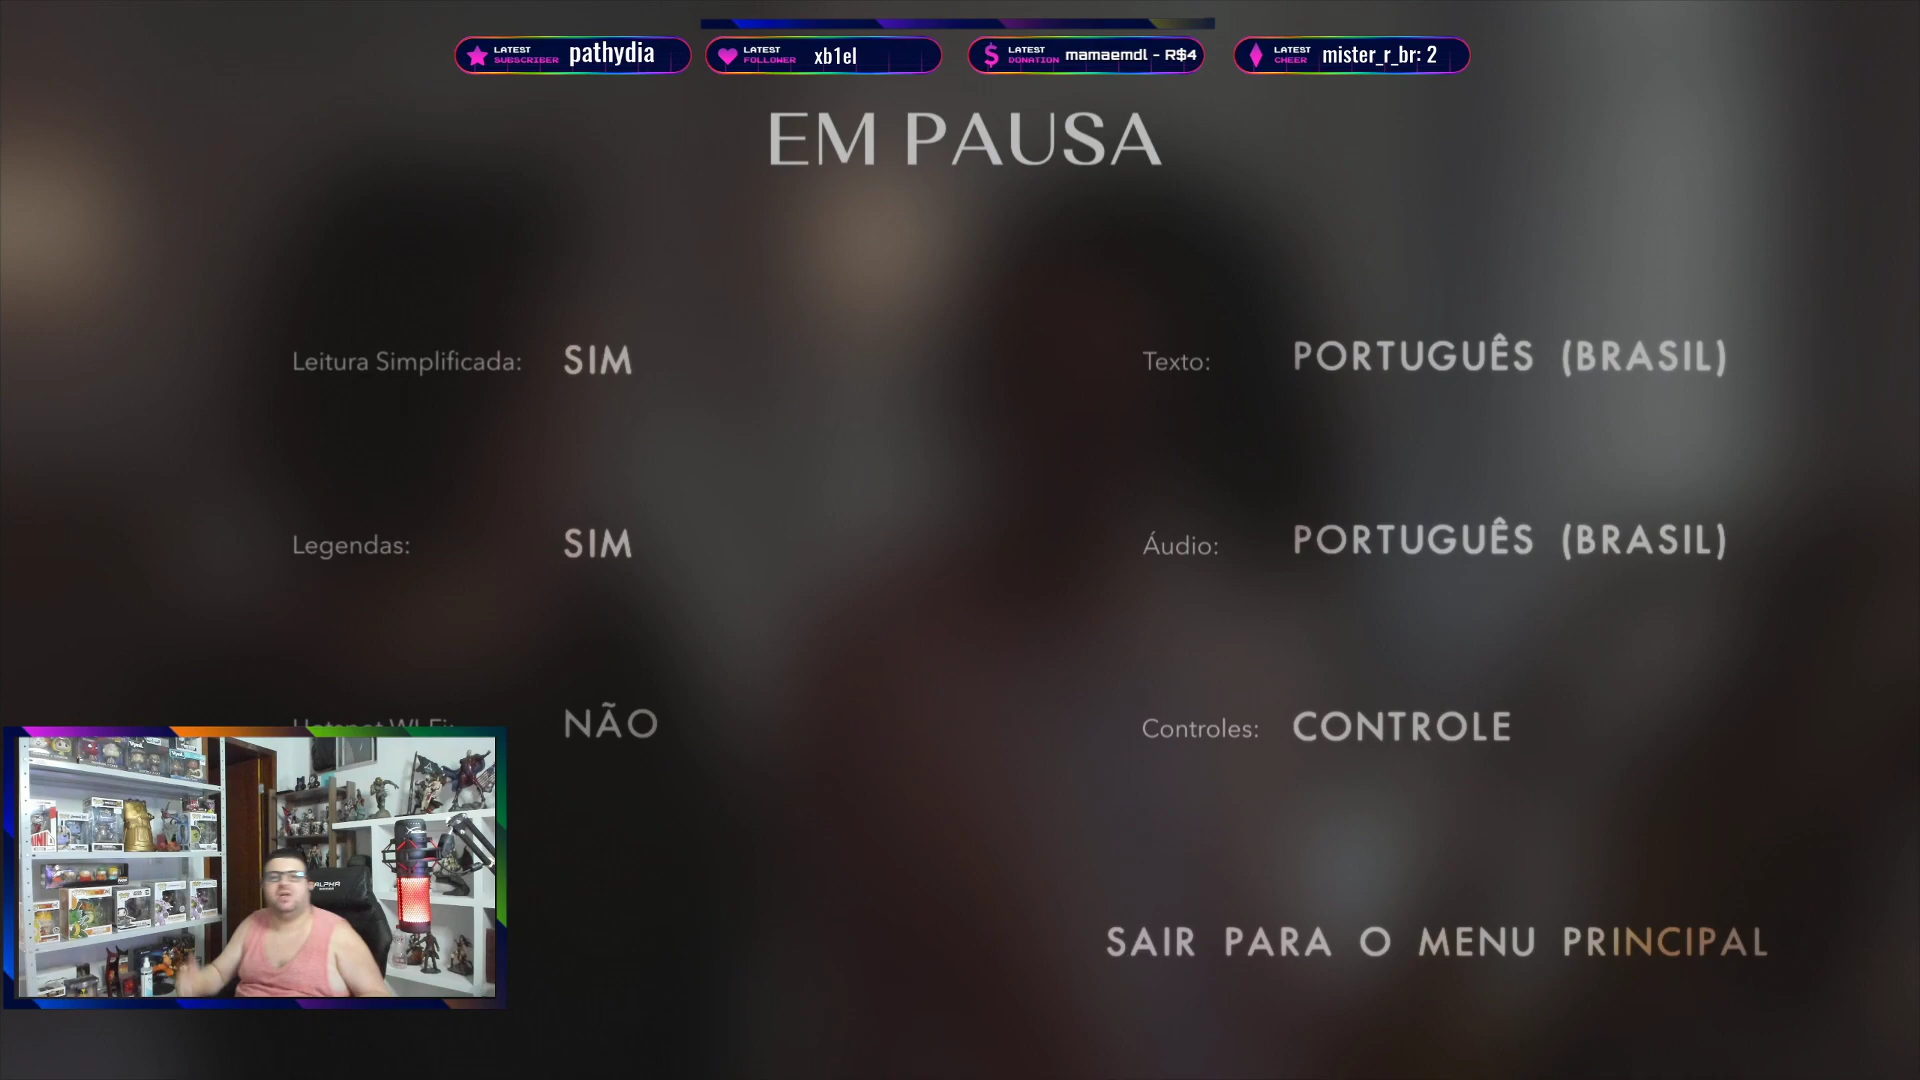 LATEST SUBSCRIBER pathydia
LATEST FOLLOWER xb1el
LATEST DONATION mamaemdl - R$4
LATEST CHEER mister_r_br: 2
EM PAUSA
Leitura Simplificada: SIM
Texto: PORTUGUÊS (BRASIL)
Legendas: SIM
Áudio: PORTUGUÊS (BRASIL)
NÃO
Controles: CONTROLE
ALPHA
SAIR PARA O MENU PRINCIPAL